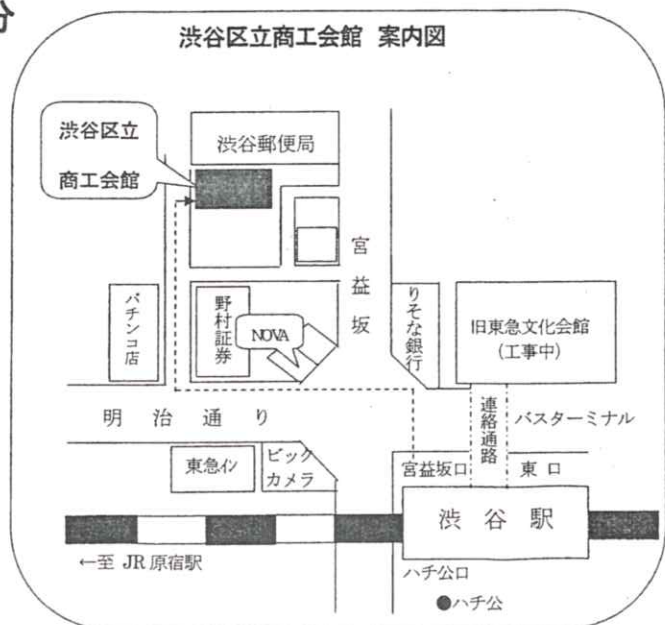 分
渋谷区立商工会館 案内図
渋谷区立
商工会館
渋谷郵便局
宮益坂
パチンコ店
野村証券
NOVA
りそな銀行
旧東急文化会館
(工事中)
明治通り
連絡通路
バスターミナル
東急イン
ビック
カメラ
宮益坂口
東口
渋谷駅
←至 JR原宿駅
ハチ公口
●ハチ公